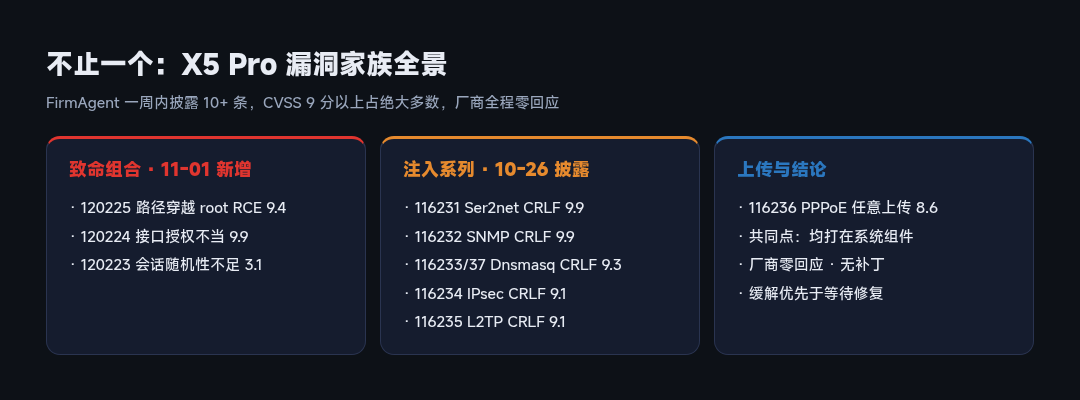 不止一个：X5 Pro 漏洞家族全景
FirmAgent 一周内披露 10+ 条，CVSS 9 分以上占绝大多数，厂商全程零回应
致命组合 · 11-01 新增
· 120225 路径穿越 root RCE 9.4
· 120224 接口授权不当 9.9
· 120223 会话随机性不足 3.1
注入系列 · 10-26 披露
· 116231 Ser2net CRLF 9.9
· 116232 SNMP CRLF 9.9
· 116233/37 Dnsmasq CRLF 9.3
· 116234 IPsec CRLF 9.1
· 116235 L2TP CRLF 9.1
上传与结论
· 116236 PPPoE 任意上传 8.6
· 共同点：均打在系统组件
· 厂商零回应 · 无补丁
· 缓解优先于等待修复